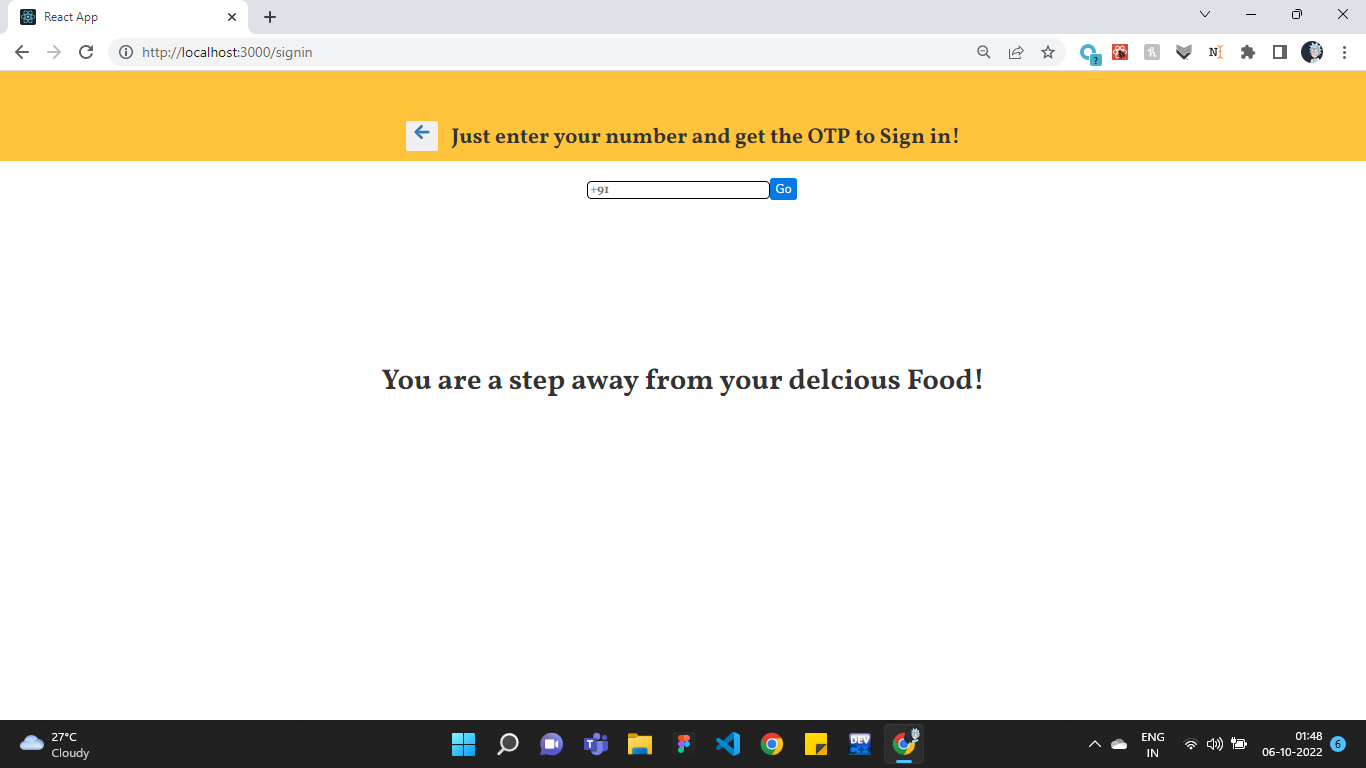 React App
http://localhost:3000/signin
Just enter your number and get the OTP to Sign in!
+91
Go
You are a step away from your delcious Food!
27°C
Cloudy
DEV
ENG
IN
01:48
06-10-2022
6